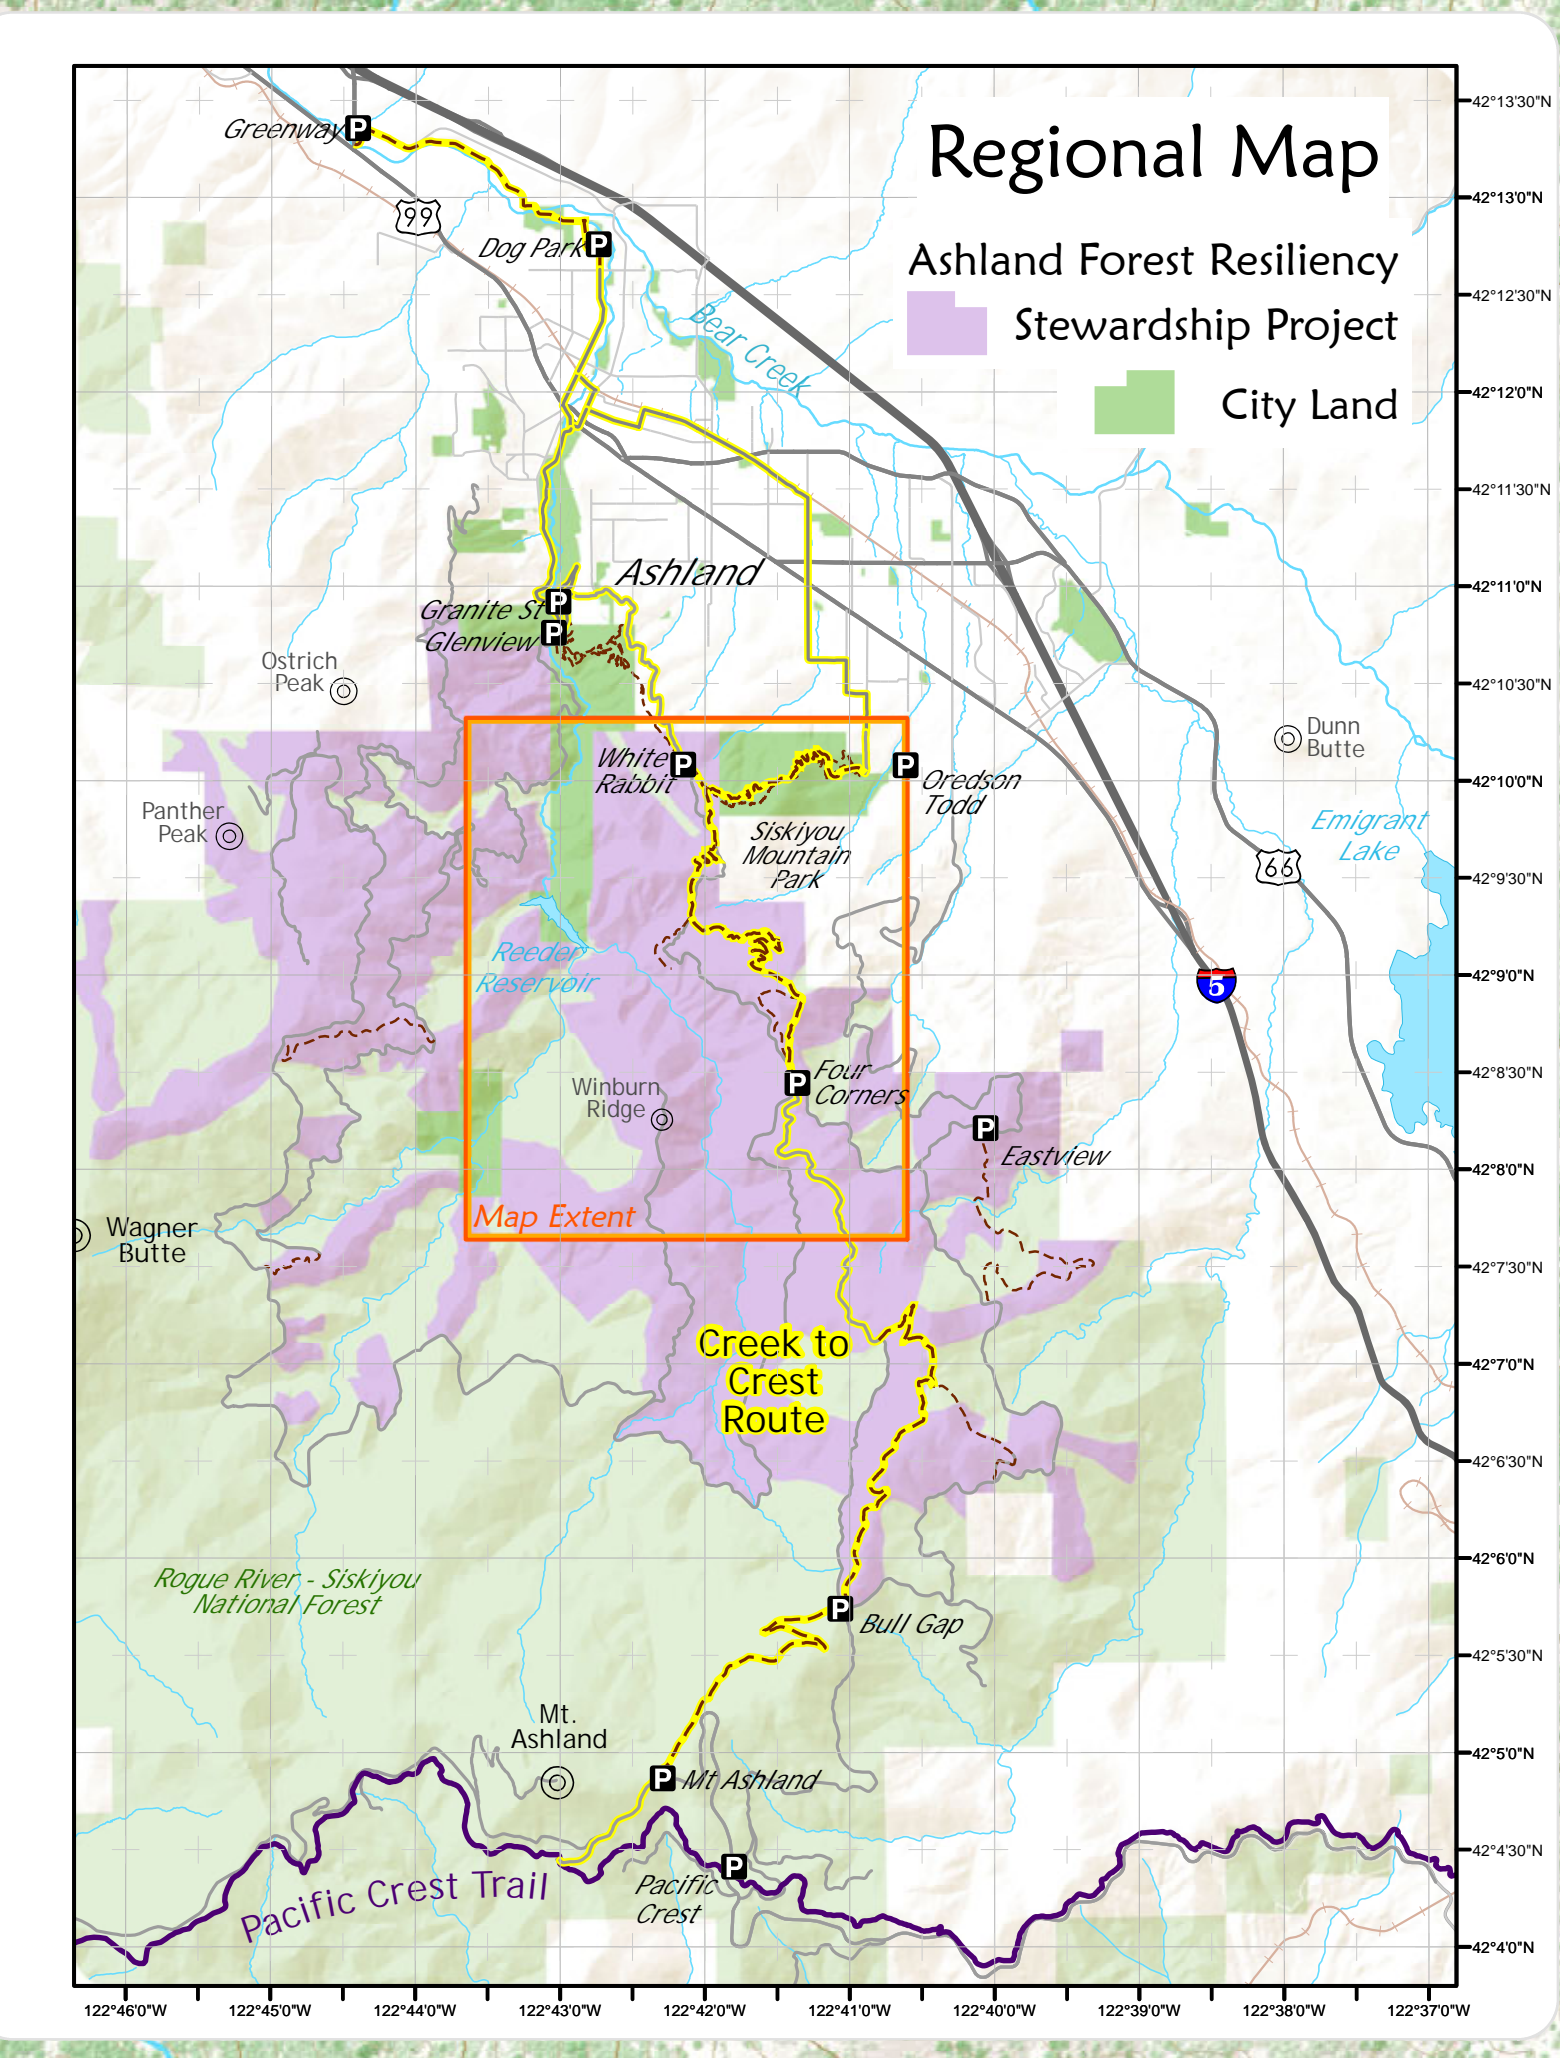 Regional Map
Ashland Forest Resiliency
Stewardship Project
City Land
Greenway
P
99
Dog Park
P
Bear Creek
Ashland
Granite St
P
Glenview
P
Ostrich
Peak
Dunn
Butte
White
Rabbit
P
P
Oredson
Todd
Panther
Peak
Siskiyou
Mountain
Park
Emigrant
Lake
66
Reeder
Reservoir
5
Four
Corners
P
Winburn
Ridge
P
Eastview
Map Extent
Wagner
Butte
Creek to
Crest
Route
Rogue River - Siskiyou
National Forest
P
Bull Gap
Mt.
Ashland
P
Mt Ashland
P
Pacific
Crest
Pacific Crest Trail
42°13'30"N
42°13'0"N
42°12'30"N
42°12'0"N
42°11'30"N
42°11'0"N
42°10'30"N
42°10'0"N
42°9'30"N
42°9'0"N
42°8'30"N
42°8'0"N
42°7'30"N
42°7'0"N
42°6'30"N
42°6'0"N
42°5'30"N
42°5'0"N
42°4'30"N
42°4'0"N
122°46'0"W 122°45'0"W 122°44'0"W 122°43'0"W 122°42'0"W 122°41'0"W 122°40'0"W 122°39'0"W 122°38'0"W 122°37'0"W